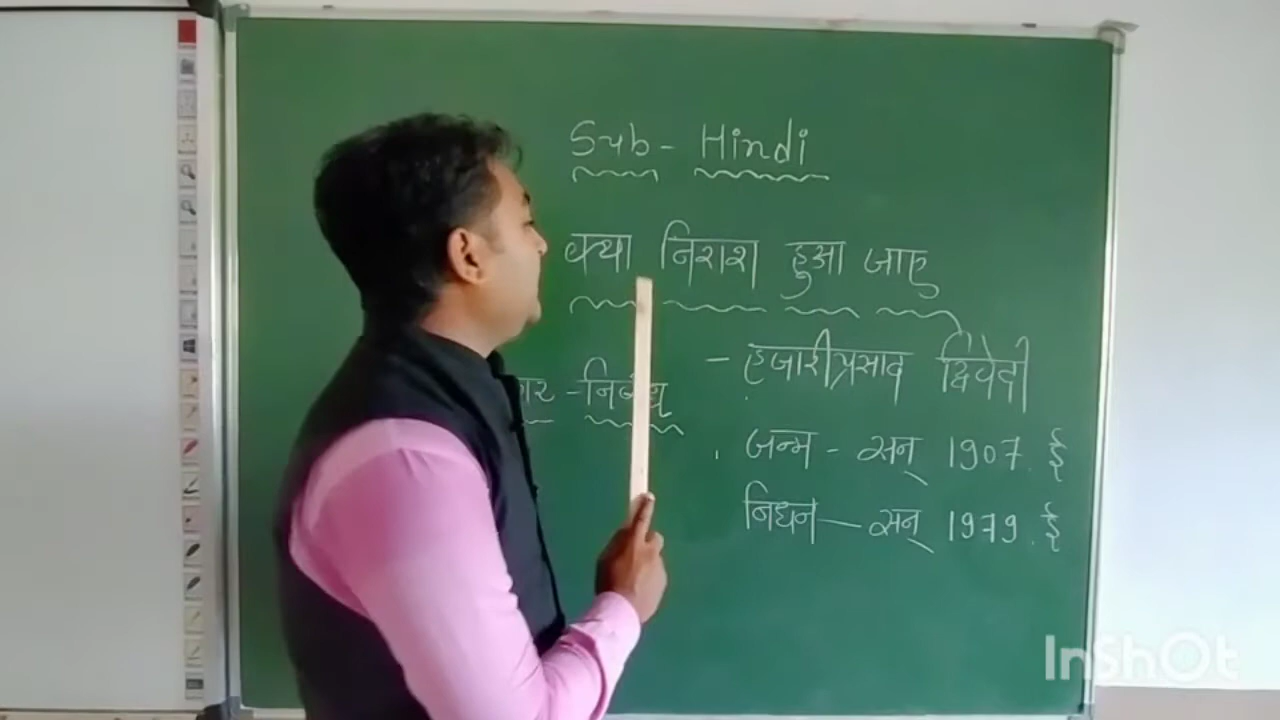 Sub- Hindi
क्या निराश हुआ जाए
- हजारीप्रसाद द्विवेदी
-निबंध
जन्म - सन् 1907. ई
निधन - सन् 1979. ई
InShOt